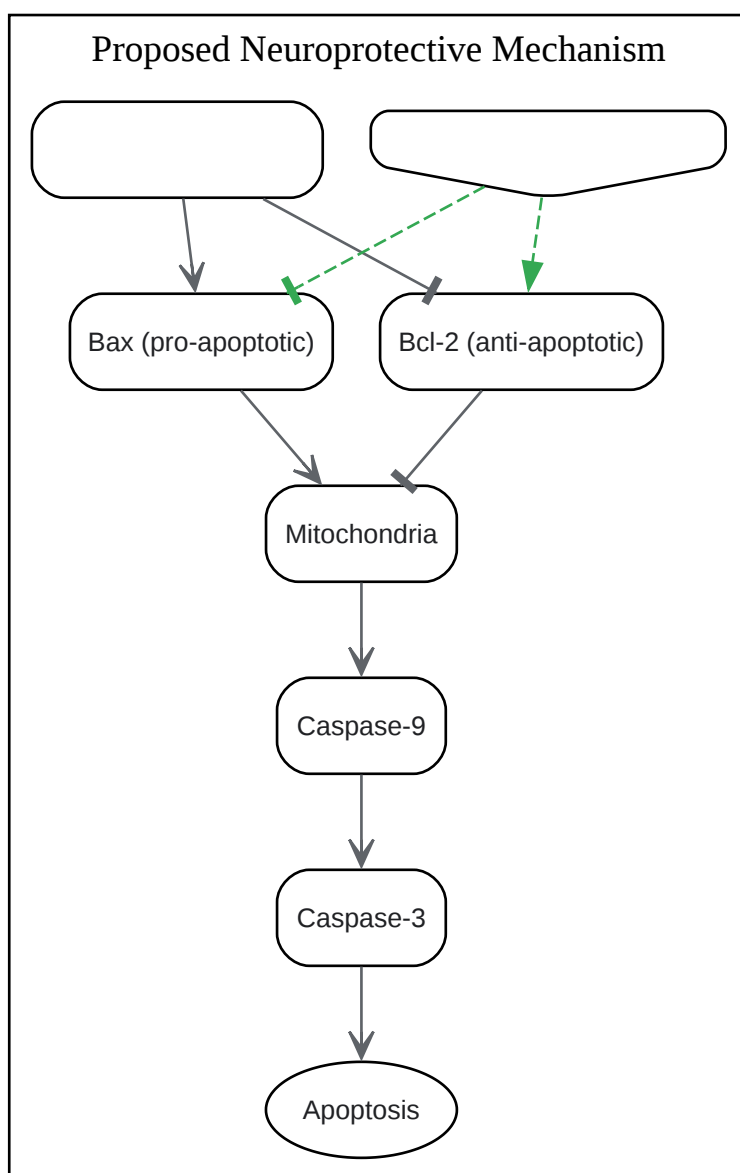 Proposed Neuroprotective Mechanism
Bax (pro-apoptotic)
Bcl-2 (anti-apoptotic)
Mitochondria
Caspase-9
Caspase-3
Apoptosis